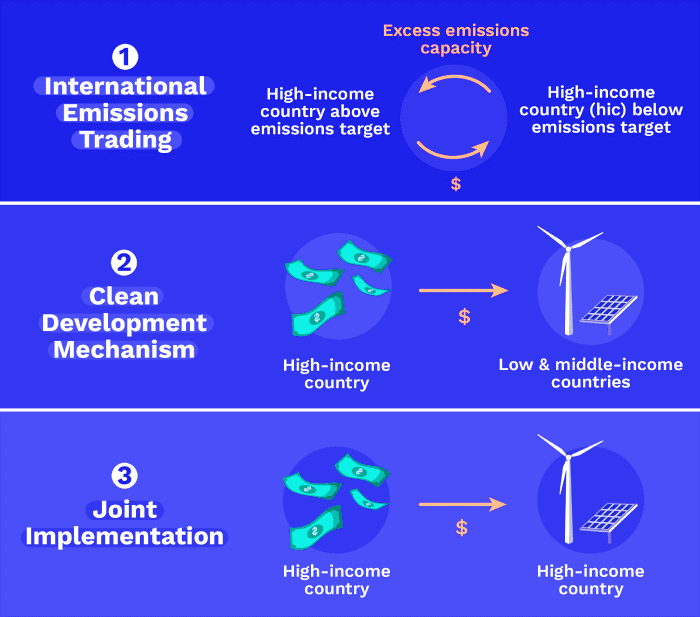 1
International
Emissions
Trading
Excess emissions
capacity
High-income
country above
emissions target
High-income
country (hic) below
emissions target
$
2
Clean
Development
Mechanism
$
High-income
country
Low & middle-income
countries
3
Joint
Implementation
$
High-income
country
High-income
country